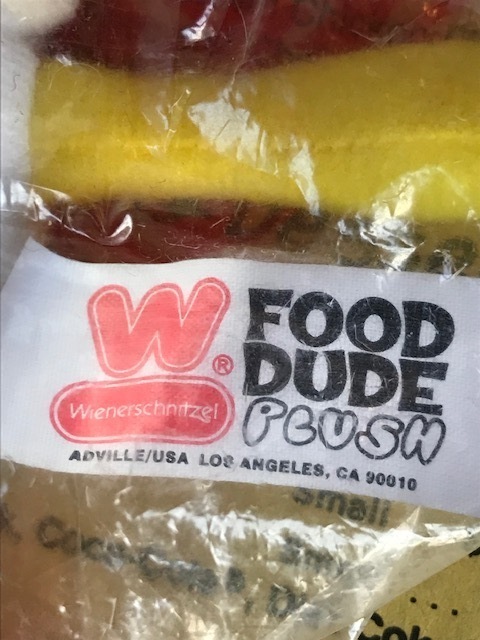 W®
Wienerschnitzel
FOOD
DUDE
PLUSH
ADVILLE/USA LOS ANGELES, CA 90010
Small